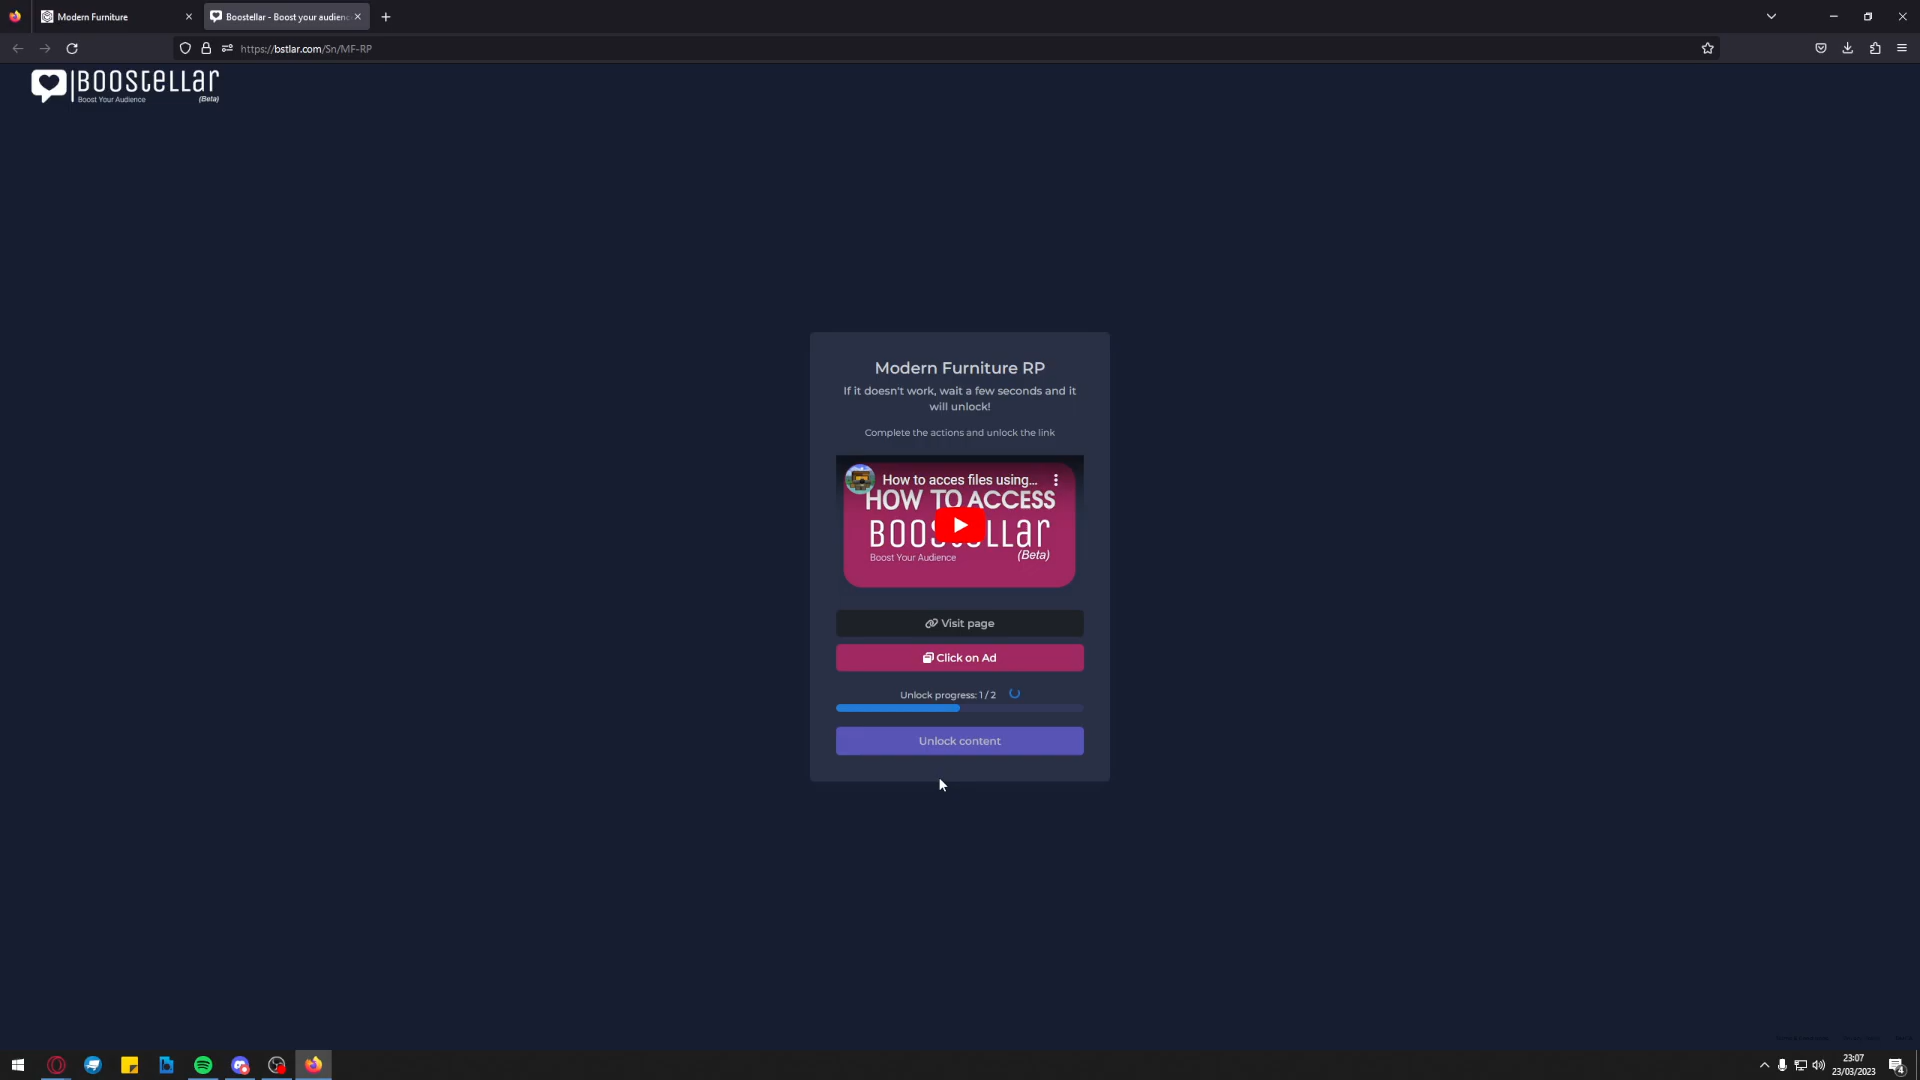 Modern Furniture
Boostellar - Boost your audienc
https://bstlar.com/Sn/MF-RP
BOOSTELLAR
Boost Your Audience
(Beta)
Modern Furniture RP
If it doesn't work, wait a few seconds and it
will unlock!
Complete the actions and unlock the link
How to acces files using...
HOW TO ACCESS
BOOSTELLAR
Boost Your Audience
(Beta)
Visit page
Click on Ad
Unlock progress: 1 / 2
Unlock content
23:07
23/03/2023
4